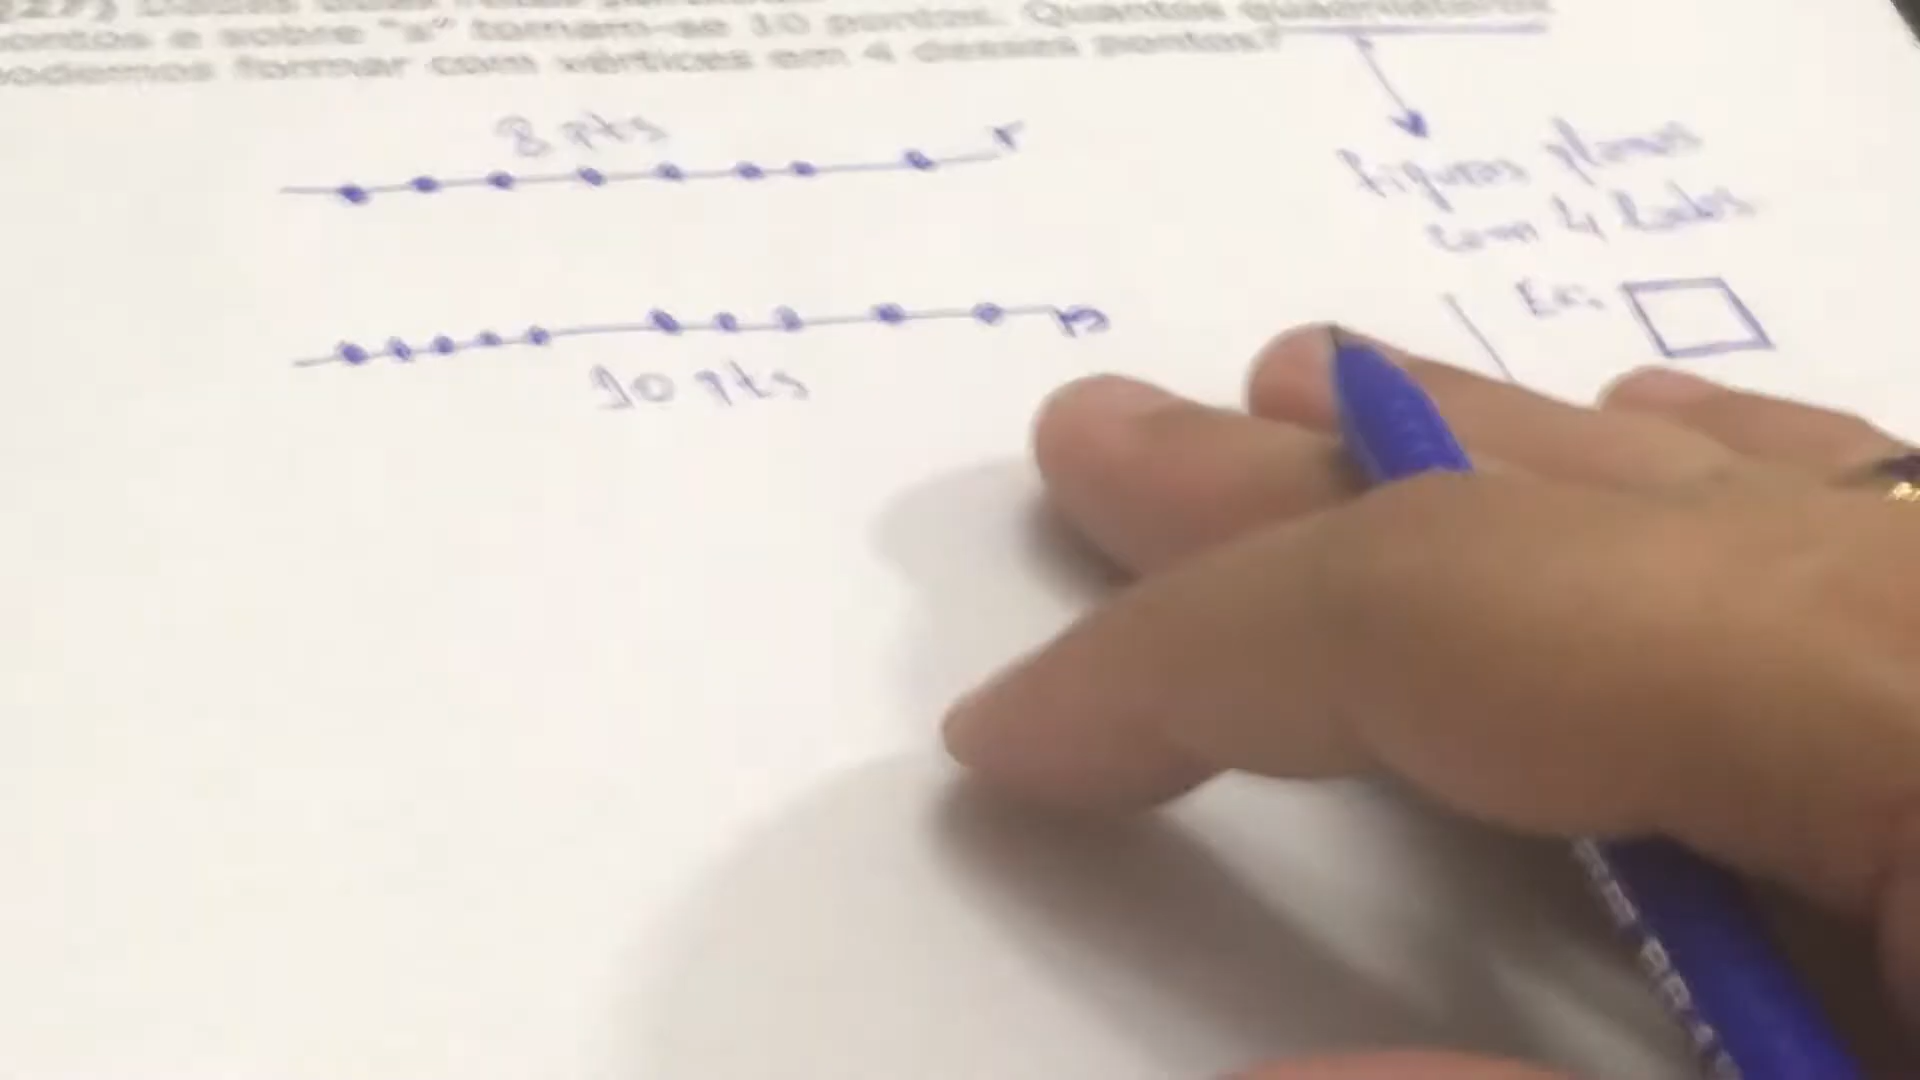 pontos e sobre "s" tomam-se 10 pontos. Quantos quadriláteros
podemos formar com vértices em 4 desses pontos?
8 pts
r
s
10 pts
Figuras planas
com 4 lados
Ex: